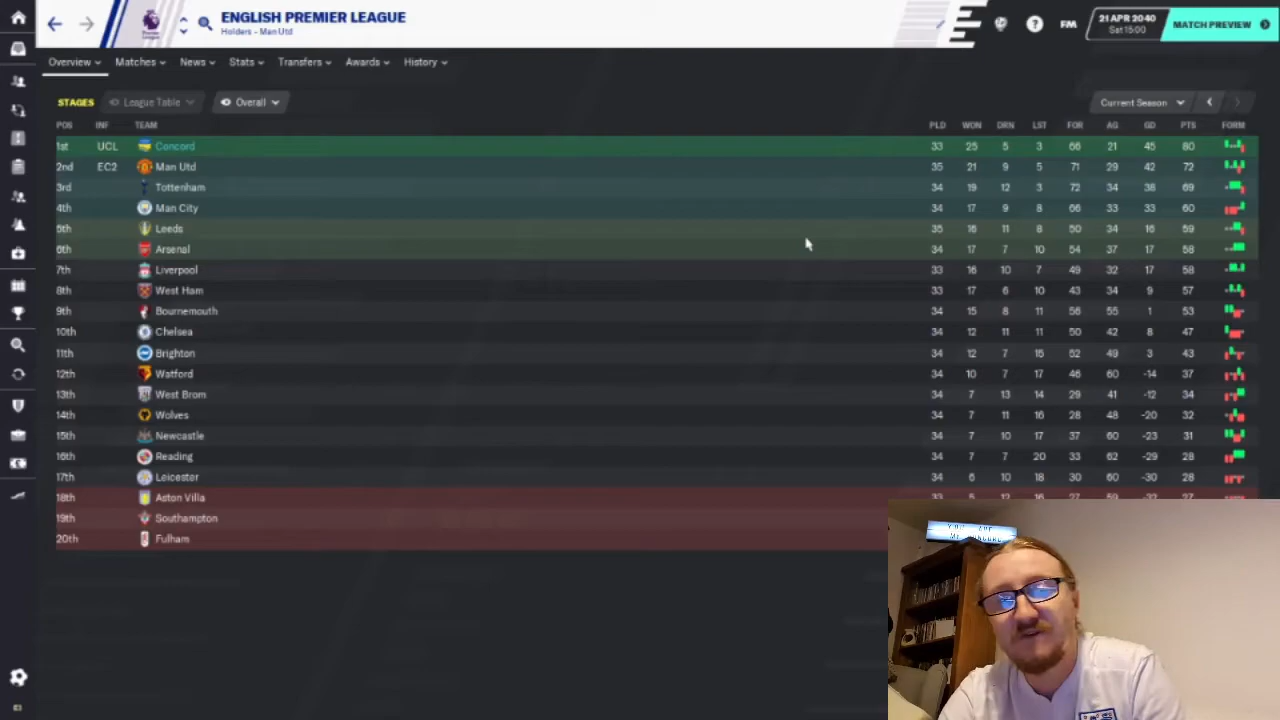 ENGLISH PREMIER LEAGUE
Holders - Man Utd
FM
21 APR 2040
Sat 15:00
MATCH PREVIEW
Overview Matches News Stats Transfers Awards History
STAGES League Table Overall Current Season
POS INF TEAM PLD WON DRN LST FOR AG GD PTS FORM
1st UCL Concord 33 25 5 3 66 21 45 80
2nd EC2 Man Utd 35 21 9 5 71 29 42 72
3rd Tottenham 34 19 12 3 72 34 38 69
4th Man City 34 17 9 8 66 33 33 60
5th Leeds 35 16 11 8 50 34 16 59
6th Arsenal 34 17 7 10 54 37 17 58
7th Liverpool 33 16 10 7 49 32 17 58
8th West Ham 33 17 6 10 43 34 9 57
9th Bournemouth 34 15 8 11 56 55 1 53
10th Chelsea 34 12 11 11 50 42 8 47
11th Brighton 34 12 7 15 52 49 3 43
12th Watford 34 10 7 17 46 60 -14 37
13th West Brom 34 7 13 14 29 41 -12 34
14th Wolves 34 7 11 16 28 48 -20 32
15th Newcastle 34 7 10 17 37 60 -23 31
16th Reading 34 7 7 20 33 62 -29 28
17th Leicester 34 6 10 18 30 60 -30 28
18th Aston Villa 33 5 12 16 27 59 -32 27
19th Southampton
20th Fulham